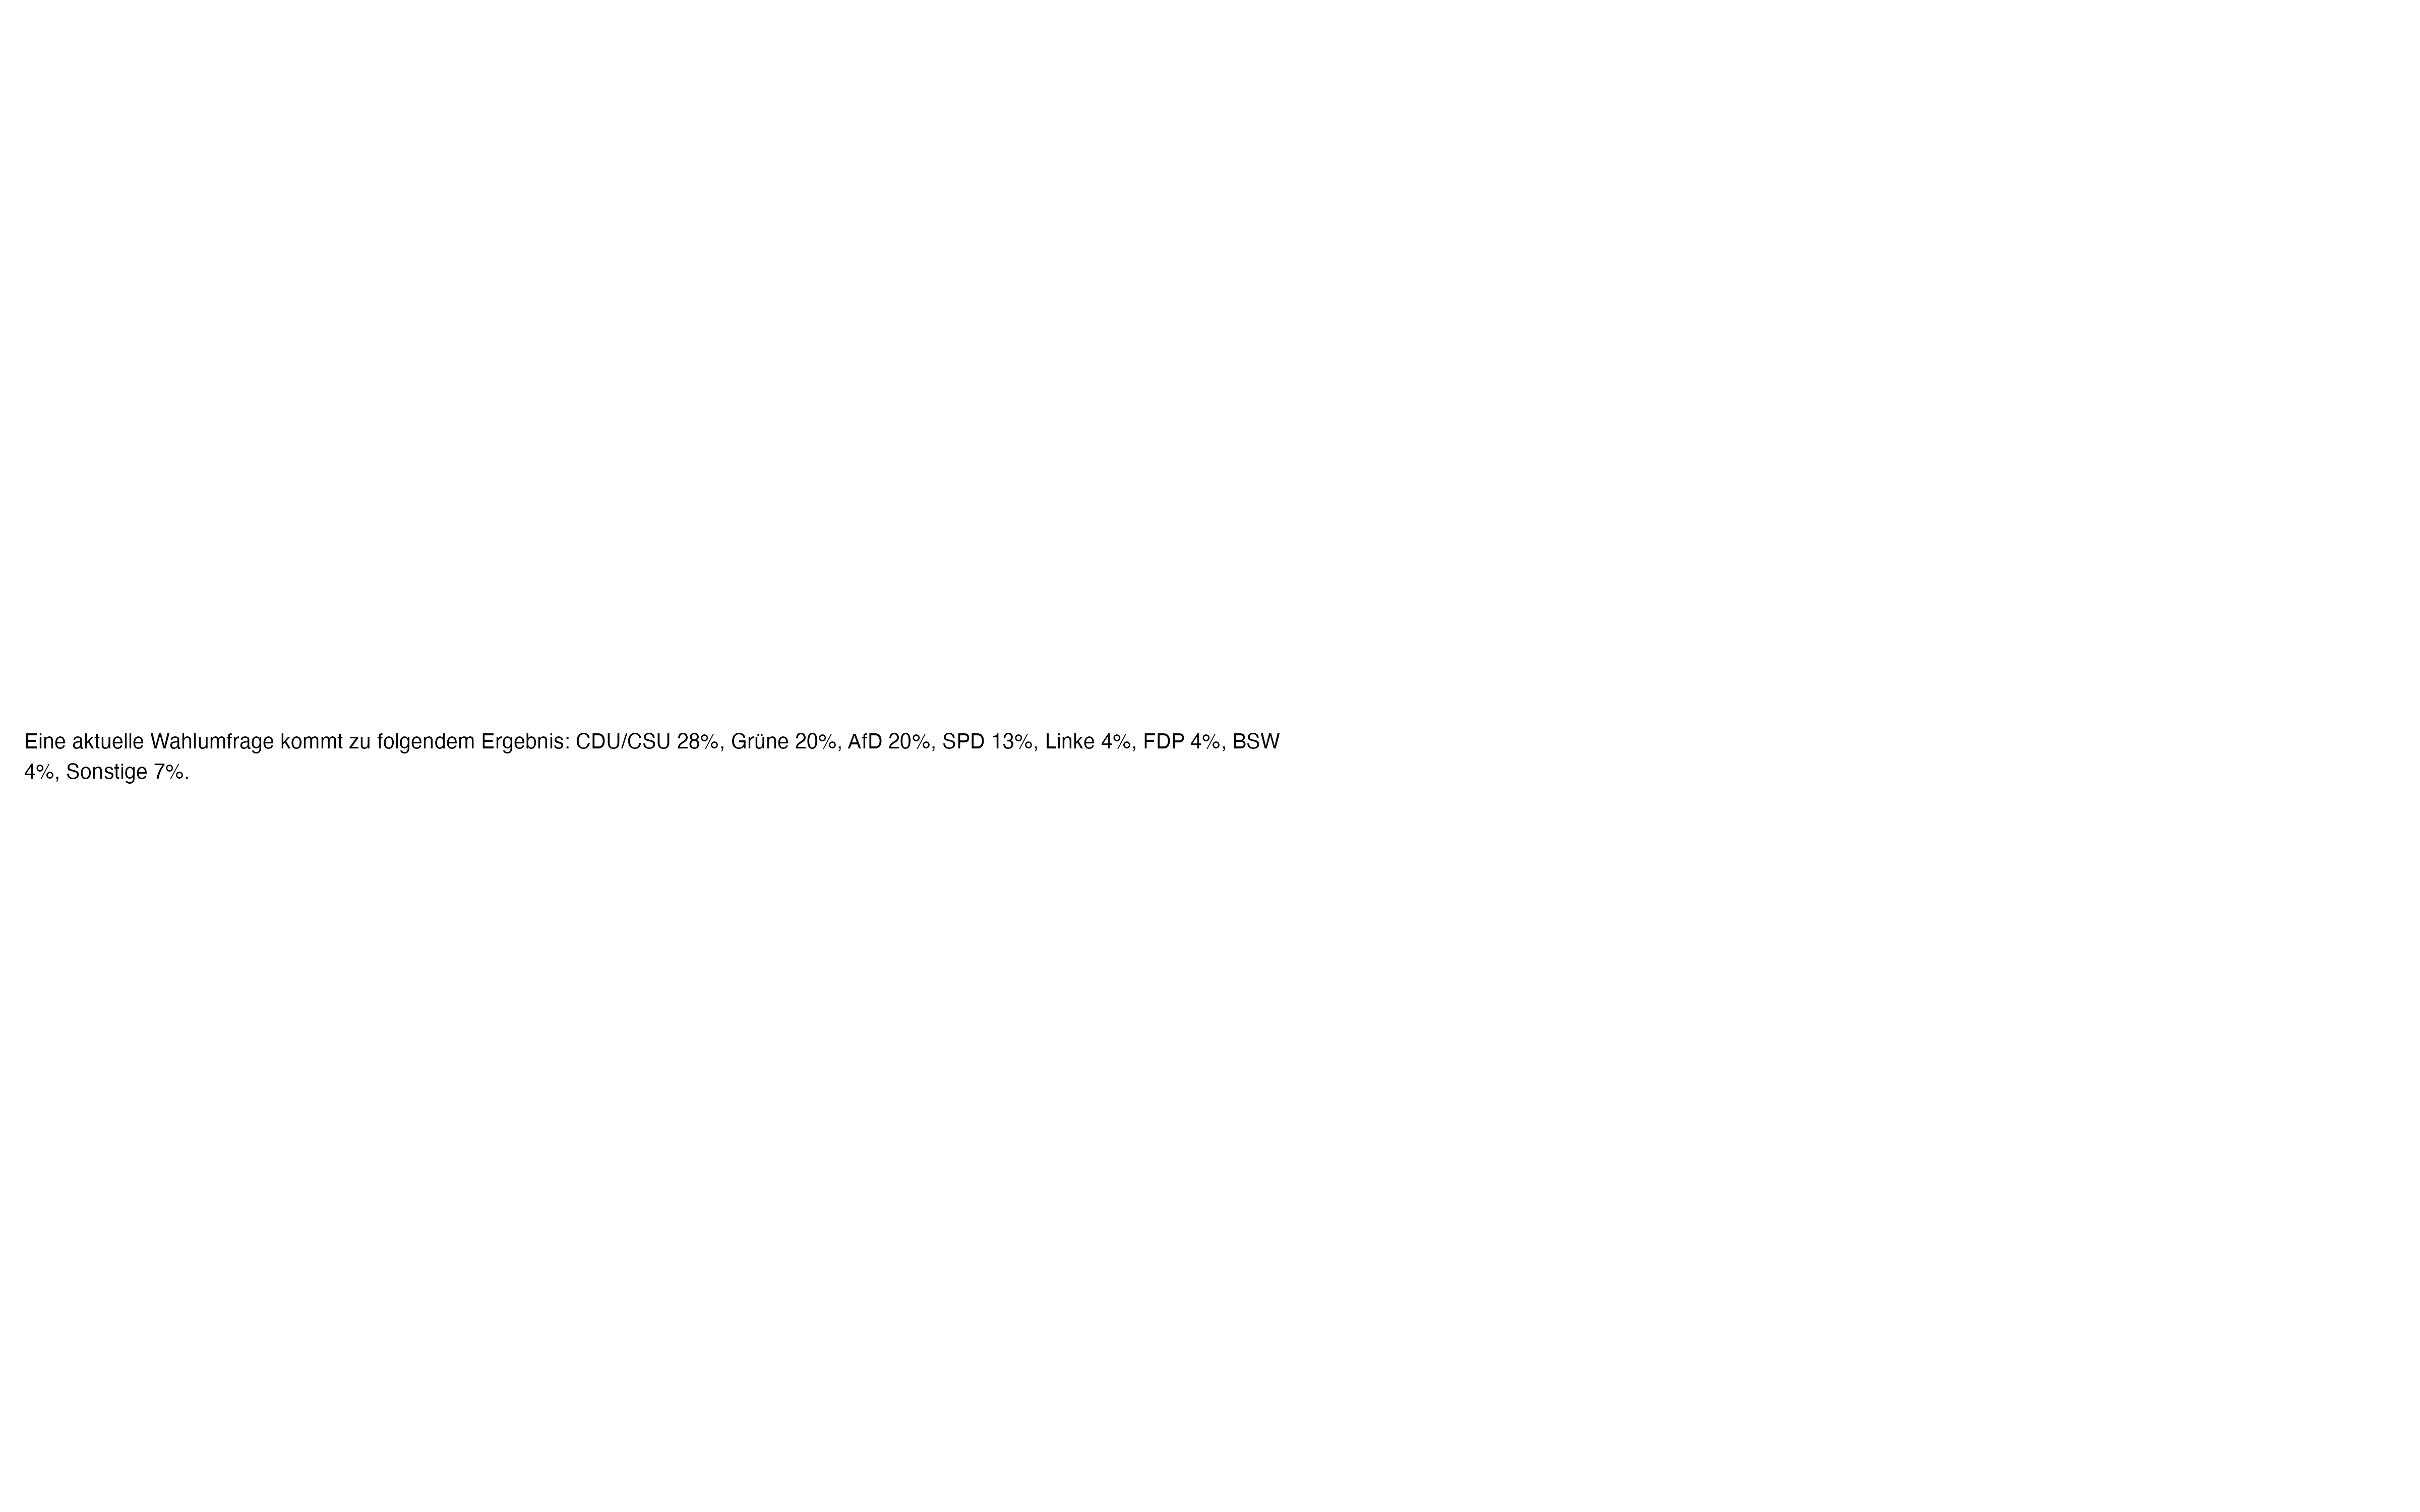 Eine aktuelle Wahlumfrage kommt zu folgendem Ergebnis: CDU/CSU 28%, Grüne 20%, AfD 20%, SPD 13%, Linke 4%, FDP 4%, BSW
4%, Sonstige 7%.